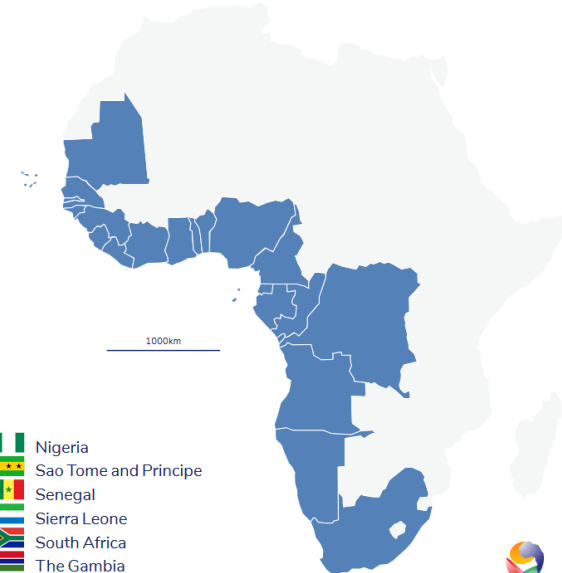 1000km
Nigeria
Sao Tome and Principe
Senegal
Sierra Leone
South Africa
The Gambia